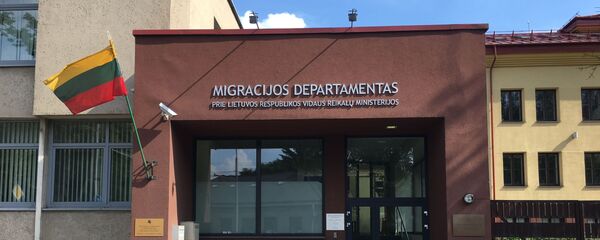 MIGRACIJOS DEPARTAMENTAS
PRIE LIETUVOS RESPUBLIKOS VIDAUS REIKALŲ MINISTERIJOS